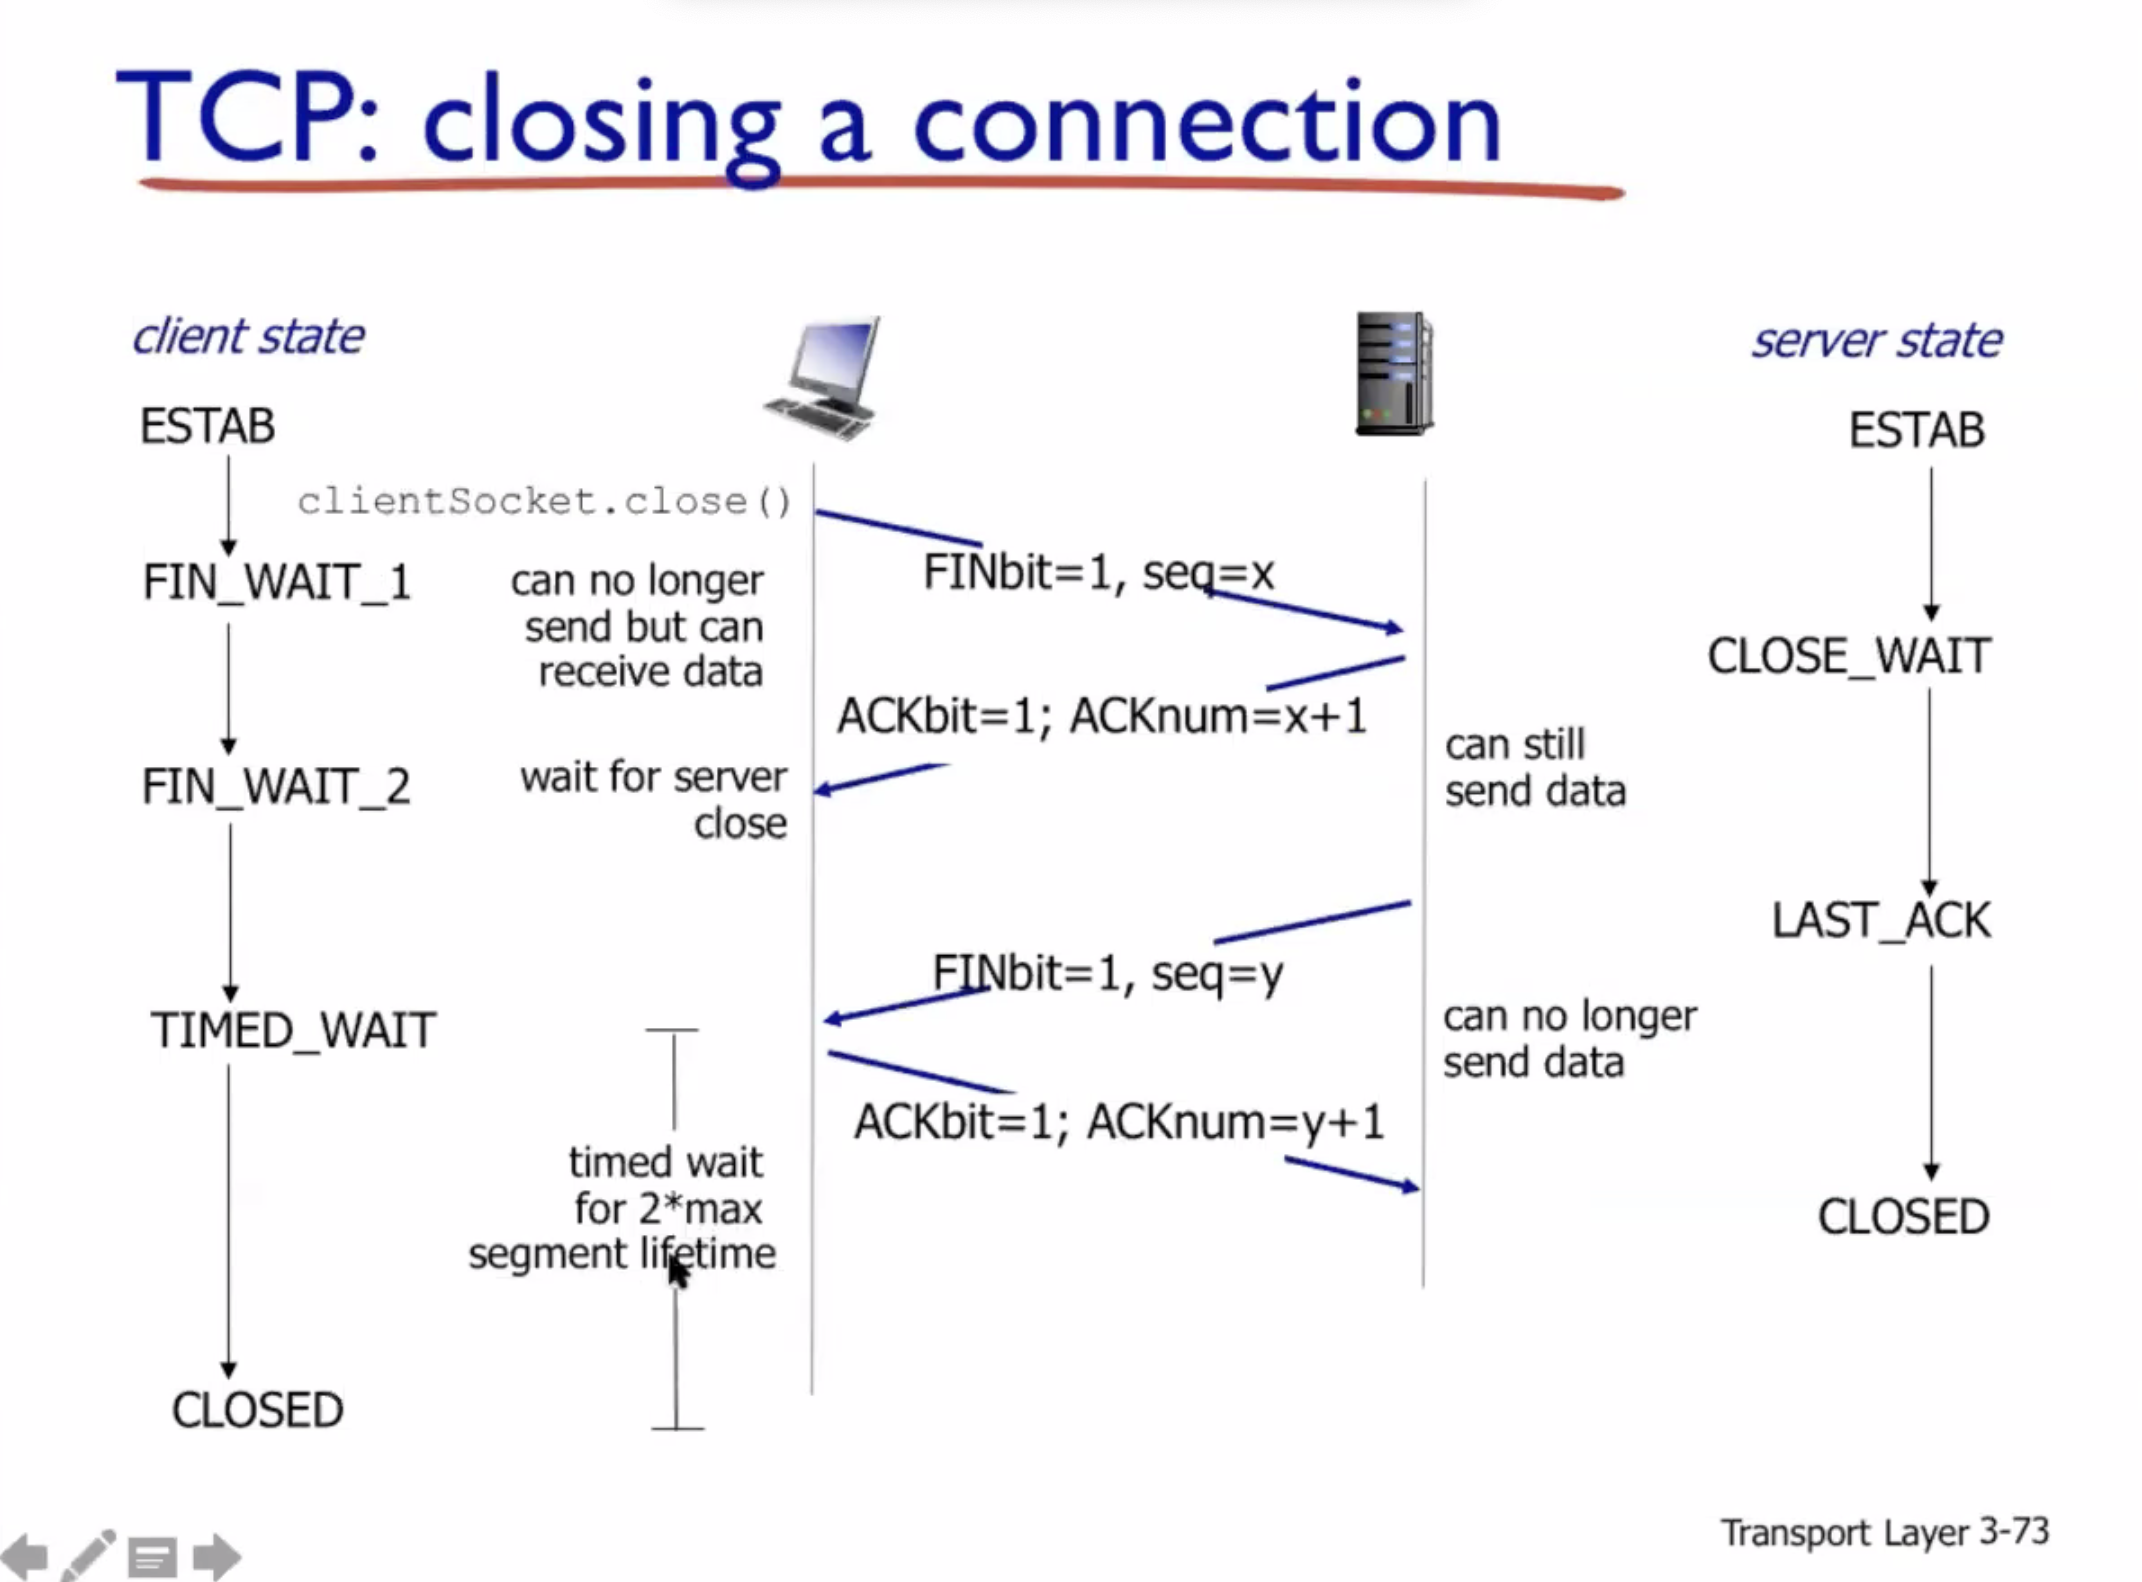 TCP: closing a connection
client state
server state
ESTAB
ESTAB
clientSocket.close()
FINbit=1, seq=x
FIN_WAIT_1
can no longer
send but can
receive data
CLOSE_WAIT
ACKbit=1; ACKnum=x+1
can still
send data
FIN_WAIT_2
wait for server
close
LAST_ACK
FINbit=1, seq=y
TIMED_WAIT
can no longer
send data
ACKbit=1; ACKnum=y+1
timed wait
for 2*max
segment lifetime
CLOSED
CLOSED
Transport Layer 3-73